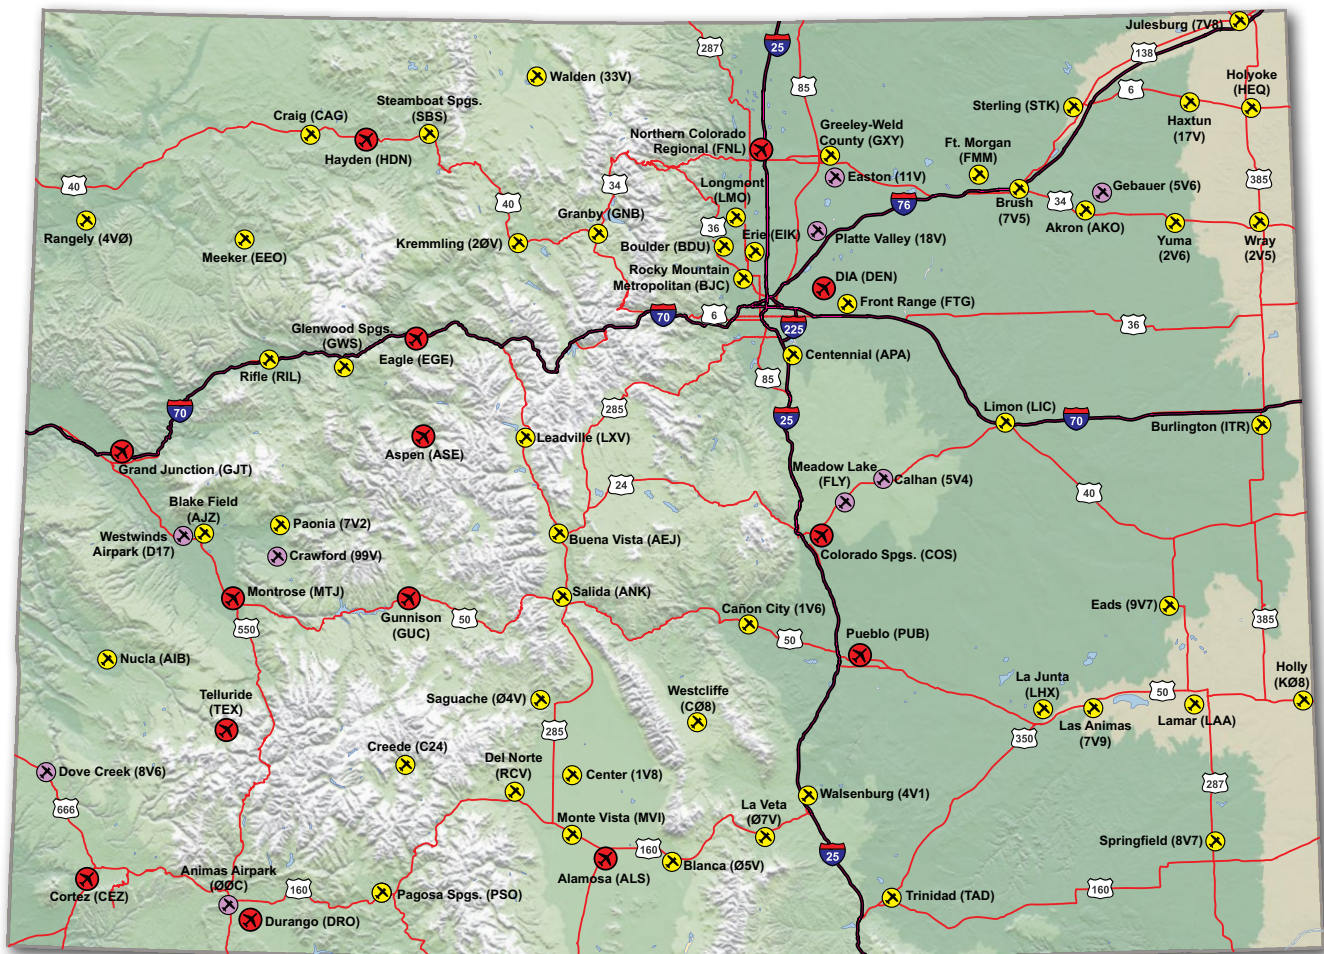 Julesburg (7V8)
287
25
138
Walden (33V)
85
6
Holyoke
(HEQ)
Steamboat Spgs.
(SBS)
Sterling (STK)
Craig (CAG)
Haxtun
(17V)
Northern Colorado
Regional (FNL)
Greeley-Weld
County (GXY)
Ft. Morgan
(FMM)
Hayden (HDN)
40
34
Longmont
(LMO)
Easton (11V)
Gebauer (5V6)
385
40
76
Brush
(7V5)
34
Rangely (4VØ)
Granby (GNB)
36
Akron (AKO)
Meeker (EEO)
Kremmling (2ØV)
Boulder (BDU)
Erie (EIK)
Platte Valley (18V)
Yuma
(2V6)
Wray
(2V5)
Rocky Mountain
Metropolitan (BJC)
DIA (DEN)
Front Range (FTG)
70
6
225
36
Glenwood Spgs.
(GWS)
Eagle (EGE)
Rifle (RIL)
Centennial (APA)
85
70
285
25
Limon (LIC)
70
Burlington (ITR)
Leadville (LXV)
Aspen (ASE)
Grand Junction (GJT)
Meadow Lake
(FLY)
Calhan (5V4)
24
40
Blake Field
(AJZ)
Paonia (7V2)
Westwinds
Airpark (D17)
Buena Vista (AEJ)
Colorado Spgs. (COS)
Crawford (99V)
Montrose (MTJ)
Salida (ANK)
Gunnison
(GUC)
50
Cañon City (1V6)
Eads (9V7)
385
550
50
Pueblo (PUB)
Nucla (AIB)
Holly
(KØ8)
La Junta
(LHX)
Telluride
(TEX)
Saguache (Ø4V)
Westcliffe
(CØ8)
50
Lamar (LAA)
Las Animas
(7V9)
285
350
Creede (C24)
Del Norte
(RCV)
Dove Creek (8V6)
Center (1V8)
287
666
Walsenburg (4V1)
La Veta
(Ø7V)
Monte Vista (MVI)
Springfield (8V7)
160
25
Blanca (Ø5V)
Animas Airpark
(ØØC)
Alamosa (ALS)
Cortez (CEZ)
160
Pagosa Spgs. (PSO)
Trinidad (TAD)
160
Durango (DRO)